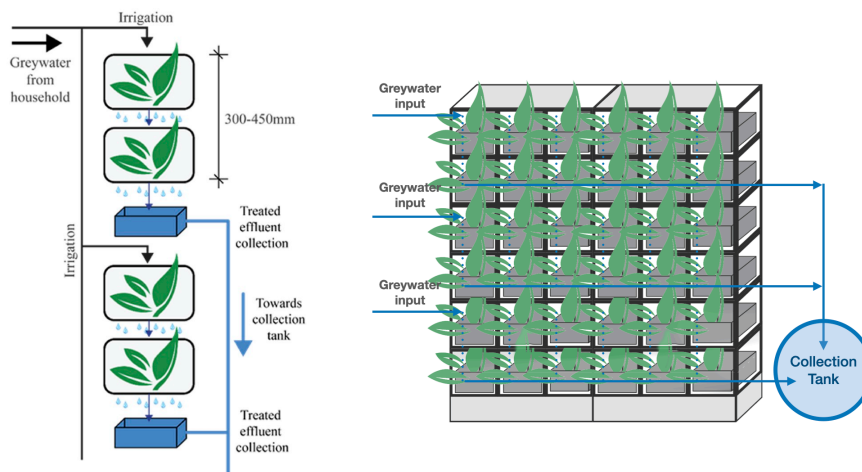 Irrigation
Greywater
from
household
300-450mm
Treated
effluent
collection
Irrigation
Towards
collection
tank
Treated
effluent
collection
Greywater
input
Greywater
input
Greywater
input
Collection
Tank